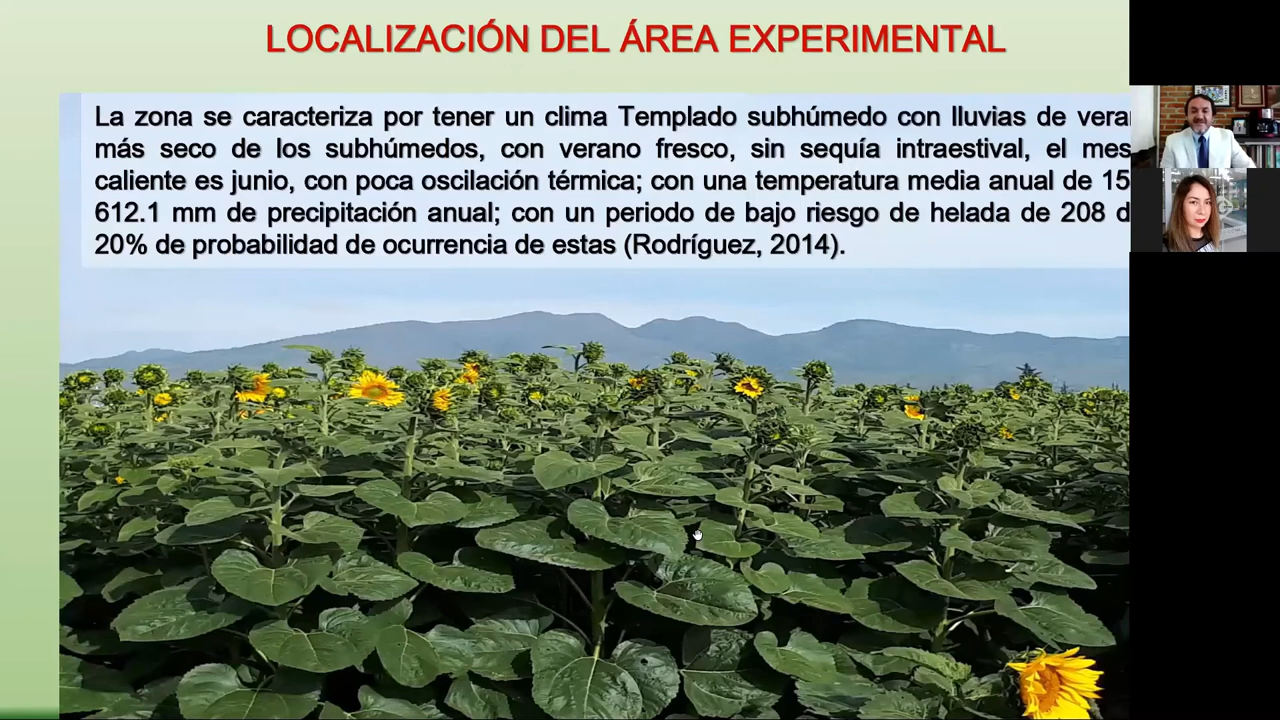 LOCALIZACIÓN DEL ÁREA EXPERIMENTAL
La zona se caracteriza por tener un clima Templado subhúmedo con lluvias de
más seco de los subhúmedos, con verano fresco, sin sequía intraestival, el mes
caliente es junio, con poca oscilación térmica; con una temperatura media anual de 15
612.1 mm de precipitación anual; con un periodo de bajo riesgo de helada de 208
20% de probabilidad de ocurrencia de estas (Rodríguez, 2014).